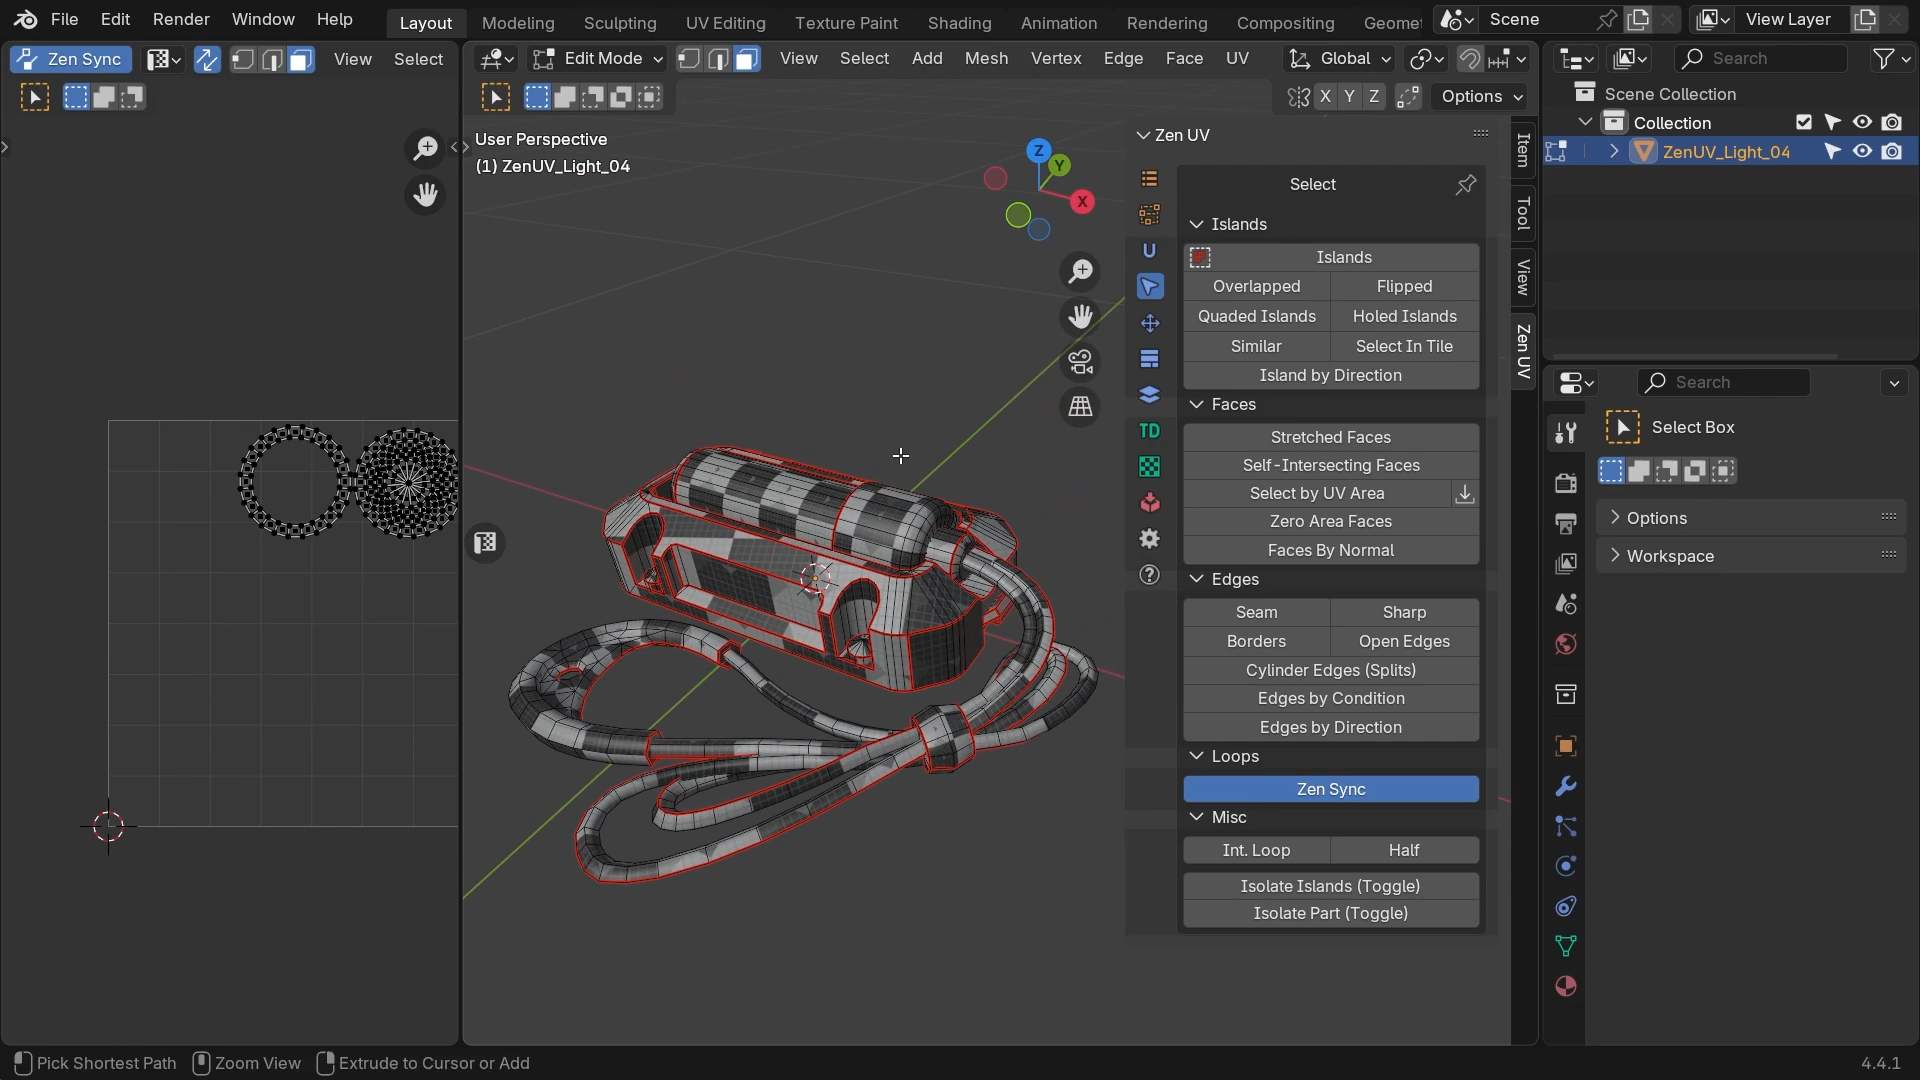 File Edit Render Window Help Layout Modeling Sculpting UV Editing Texture Paint Shading Animation Rendering Compositing Geomet Scene View Layer
Zen Sync View Select Edit Mode View Select Add Mesh Vertex Edge Face UV Global Search
X Y Z Options
Scene Collection
Collection
ZenUV_Light_04
User Perspective
(1) ZenUV_Light_04
Z
Y
X
Zen UV
Item
Tool
View
Zen UV
TD
Select
Islands
Islands
Overlapped Flipped
Quaded Islands Holed Islands
Similar Select In Tile
Island by Direction
Faces
Stretched Faces
Self-Intersecting Faces
Select by UV Area
Zero Area Faces
Faces By Normal
Edges
Seam Sharp
Borders Open Edges
Cylinder Edges (Splits)
Edges by Condition
Edges by Direction
Loops
Zen Sync
Misc
Int. Loop Half
Isolate Islands (Toggle)
Isolate Part (Toggle)
Search
Select Box
Options
Workspace
Pick Shortest Path Zoom View Extrude to Cursor or Add 4.4.1